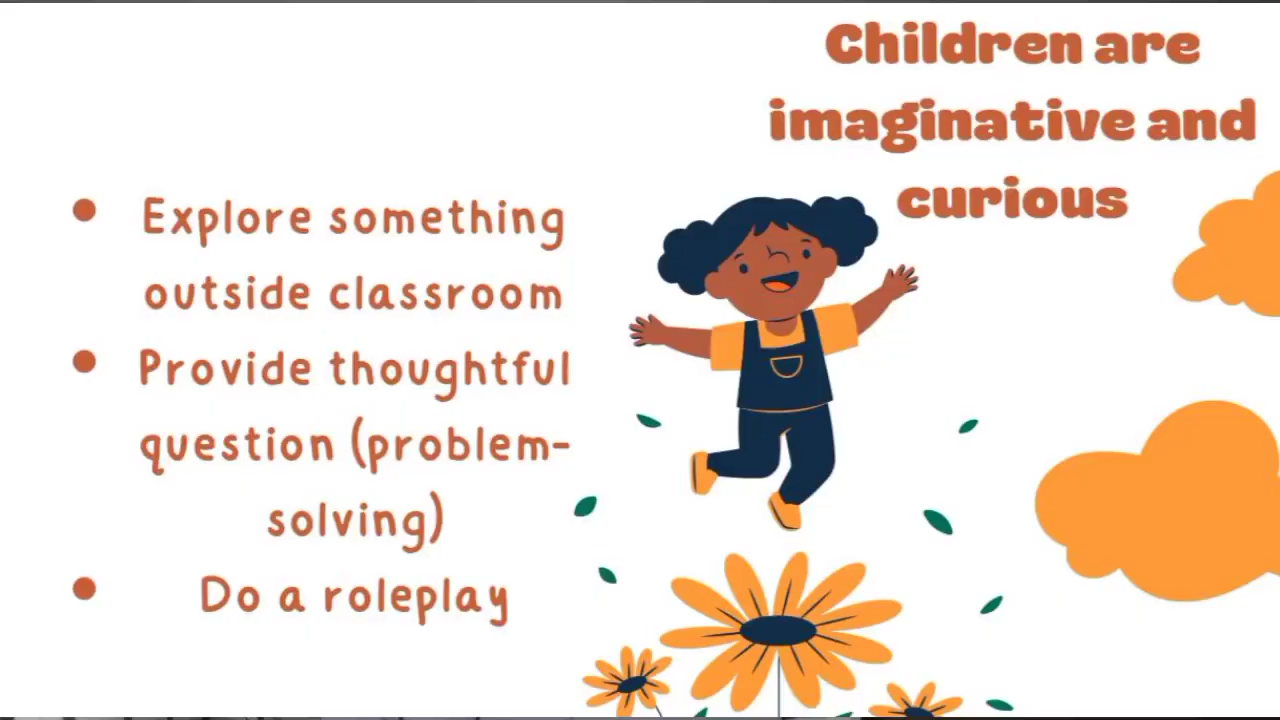 Children are
imaginative and
curious
• Explore something
outside classroom
• Provide thoughtful
question (problem-
solving)
• Do a roleplay